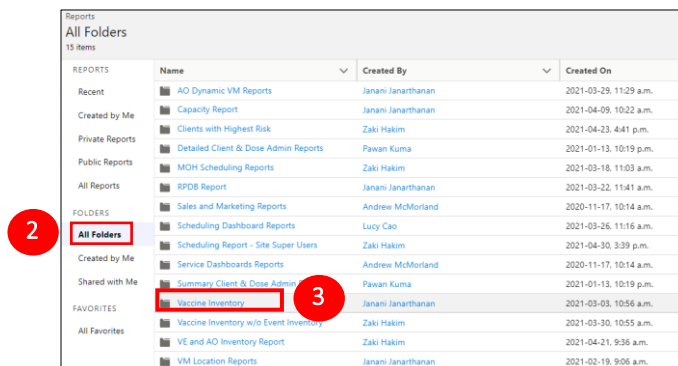 Reports
All Folders
15 items
REPORTS
Recent
Created by Me
Private Reports
Public Reports
All Reports
FOLDERS
2
All Folders
Created by Me
Shared with Me
FAVORITES
All Favorites
Name Created By Created On
AO Dynamic VM Reports Janani Janarthanan 2021-03-29, 11:29 a.m.
Capacity Report Janani Janarthanan 2021-04-09, 10:22 a.m.
Clients with Highest Risk Zaki Hakim 2021-04-23, 4:41 p.m.
Detailed Client & Dose Admin Reports Pawan Kuma 2021-01-13, 10:19 p.m.
MOH Scheduling Reports Zaki Hakim 2021-03-18, 11:03 a.m.
RPDB Report Janani Janarthanan 2021-03-22, 11:41 a.m.
Sales and Marketing Reports Andrew McMorland 2020-11-17, 10:14 a.m.
Scheduling Dashboard Reports Lucy Cao 2021-03-26, 11:16 a.m.
Scheduling Report - Site Super Users Zaki Hakim 2021-04-30, 3:39 p.m.
Service Dashboards Reports Andrew McMorland 2020-11-17, 10:14 a.m.
Summary Client & Dose Admin Pawan Kuma 2021-01-13, 10:19 p.m.
Vaccine Inventory 3 Janani Janarthanan 2021-03-03, 10:56 a.m.
Vaccine Inventory w/o Event Inventory Zaki Hakim 2021-03-30, 10:55 a.m.
VE and AO Inventory Report Zaki Hakim 2021-04-21, 9:36 a.m.
VM Location Reports Janani Janarthanan 2021-02-19, 9:06 a.m.